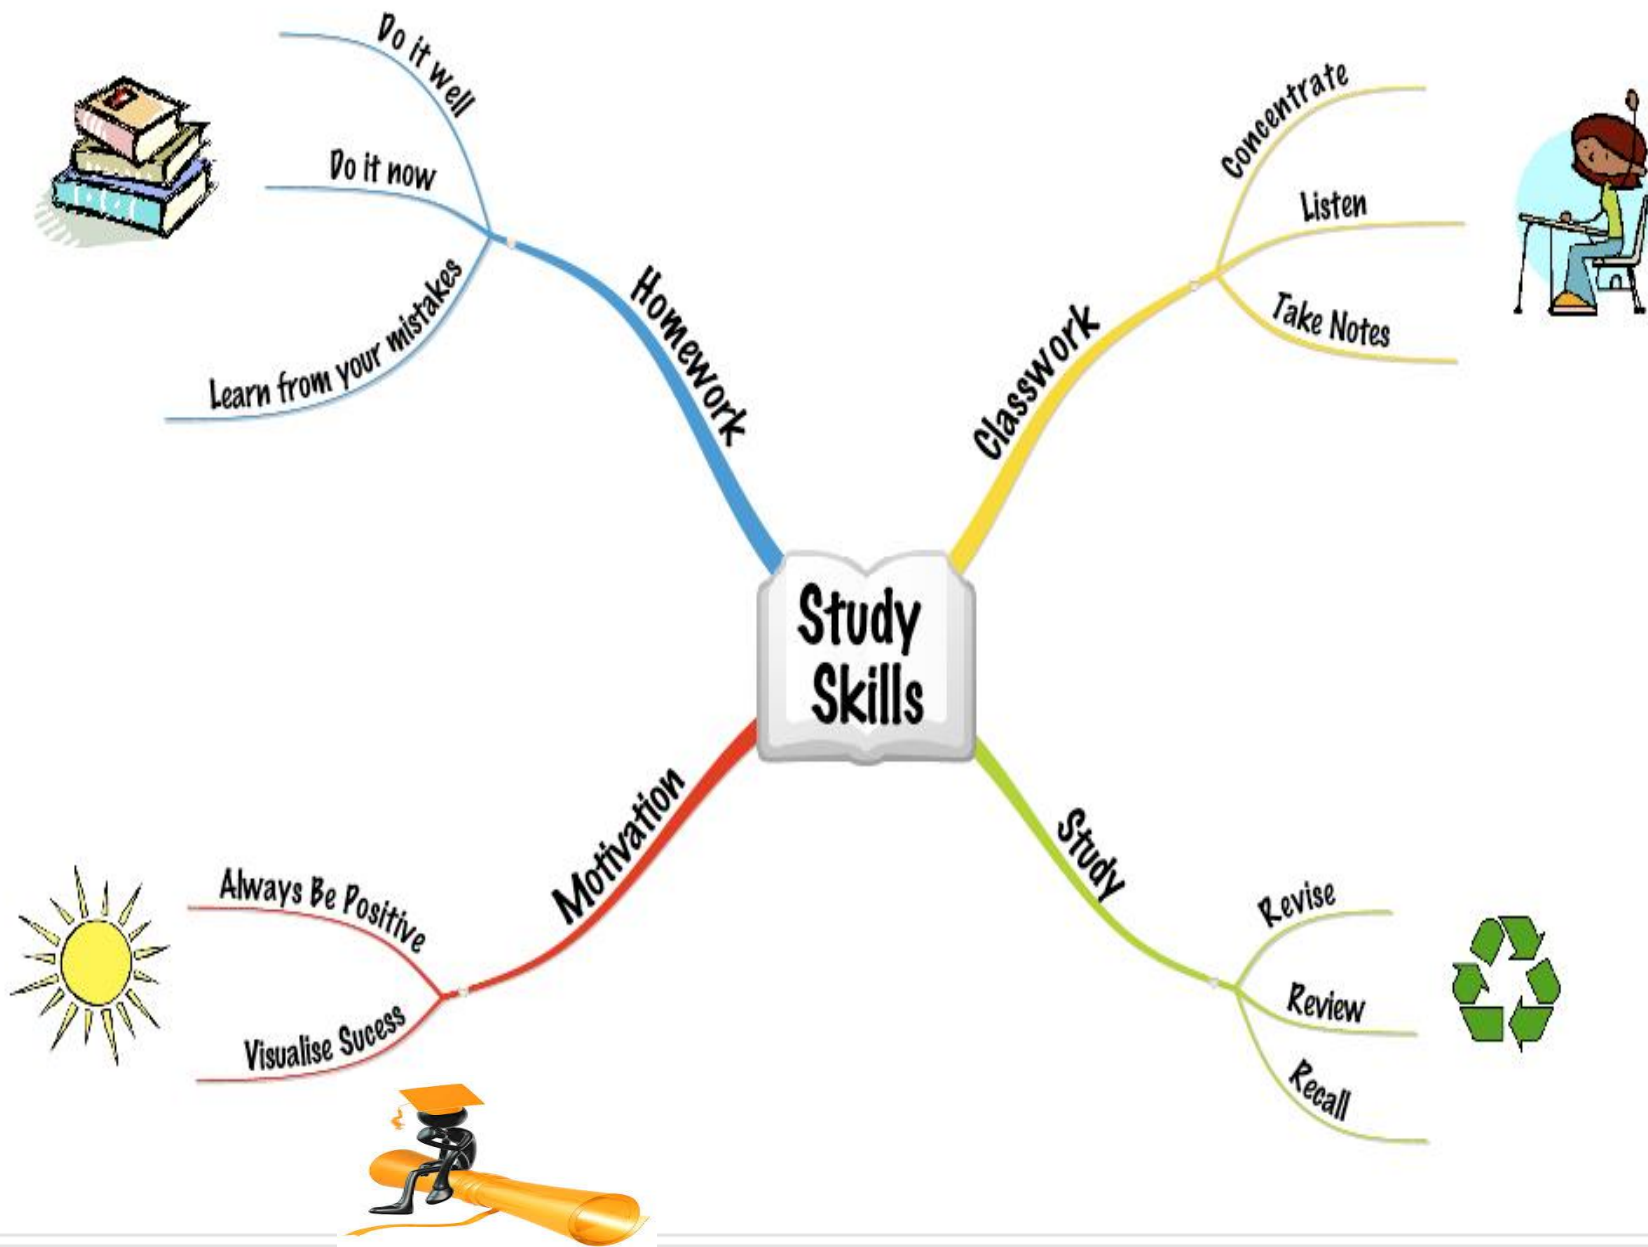 Study
Skills
Homework
Do it well
Do it now
Learn from your mistakes
Classwork
Concentrate
Listen
Take Notes
Motivation
Always Be Positive
Visualise Sucess
Study
Revise
Review
Recall